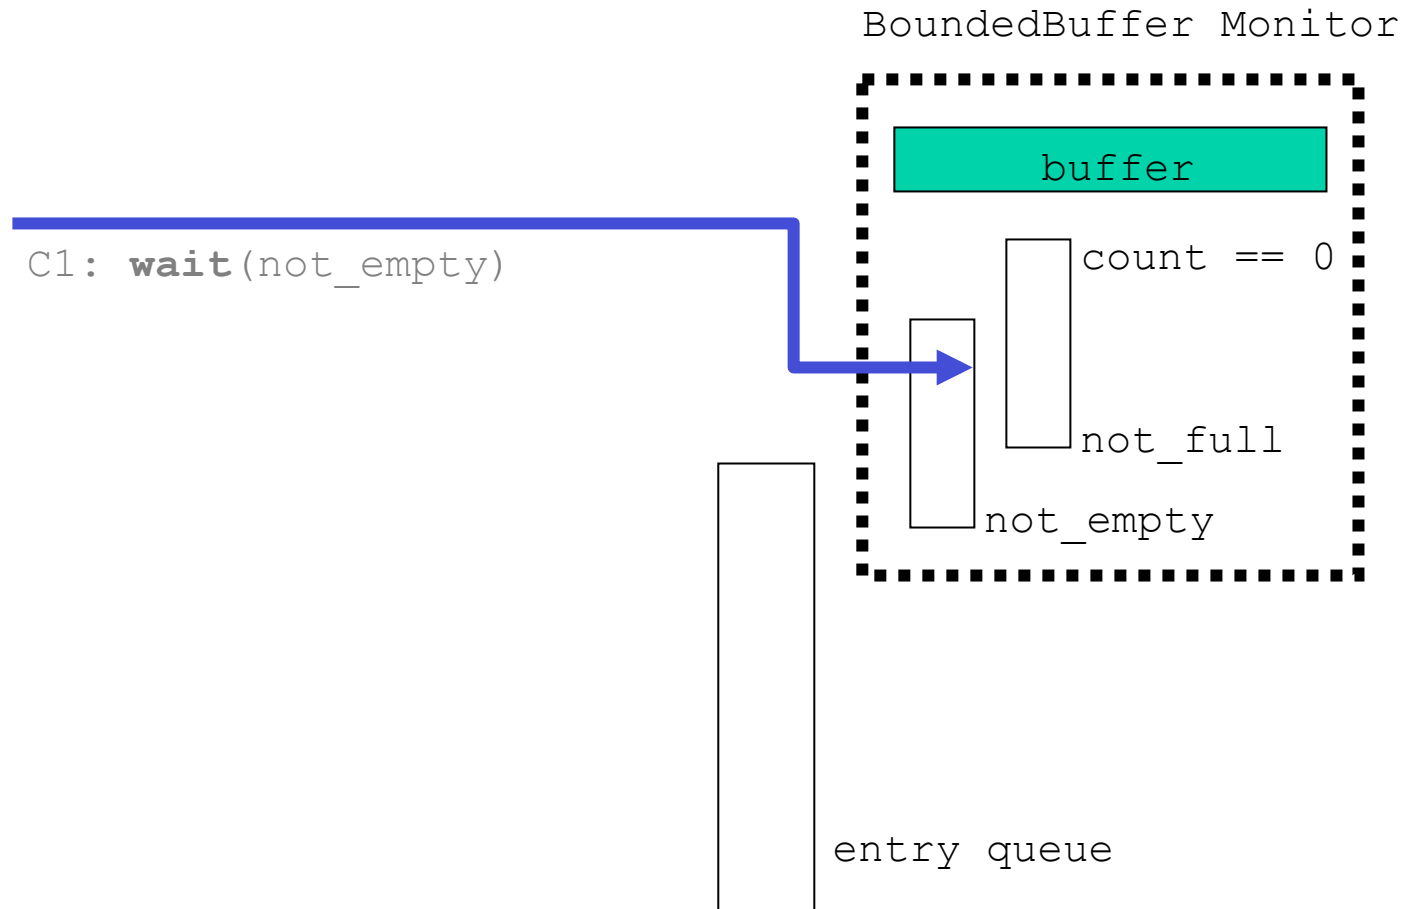 BoundedBuffer Monitor
buffer
C1: wait(not_empty)
count == 0
not_full
not_empty
entry queue